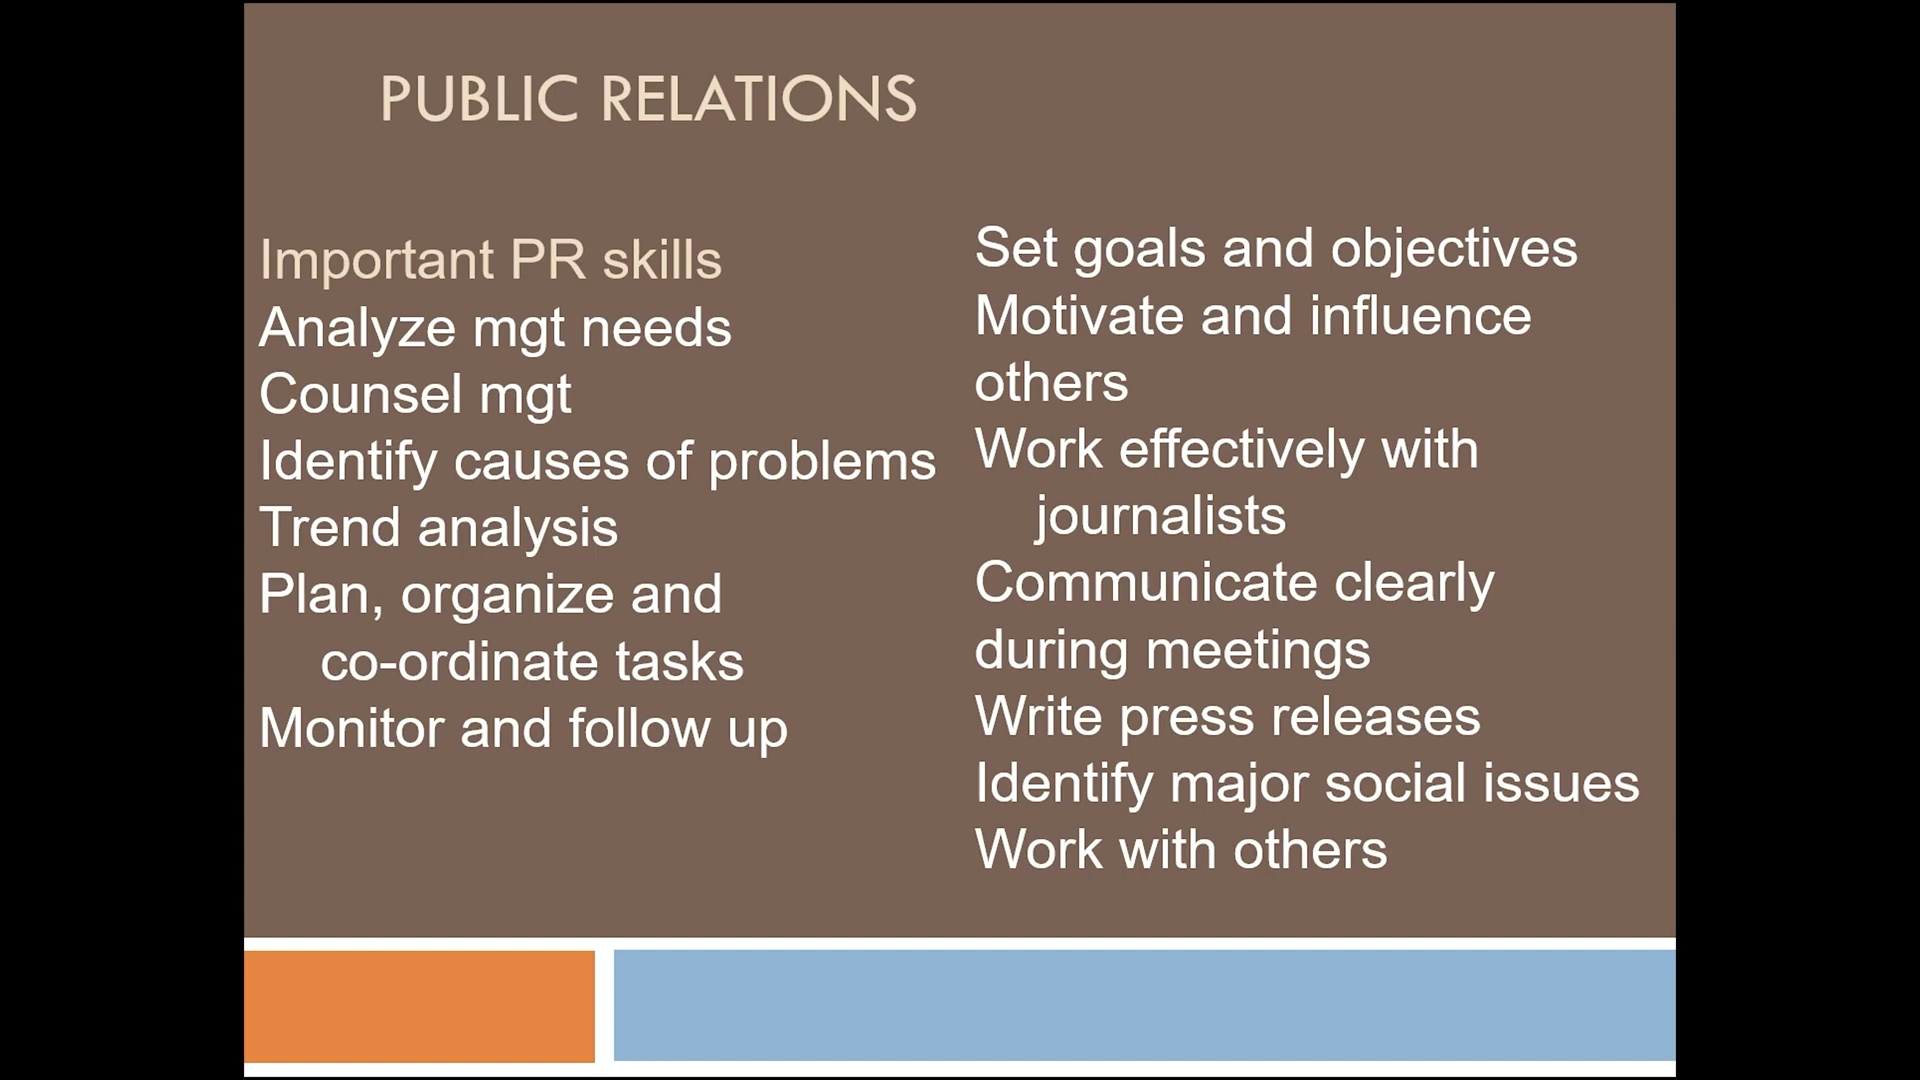 PUBLIC RELATIONS
Important PR skills
Analyze mgt needs
Counsel mgt
Identify causes of problems
Trend analysis
Plan, organize and
co-ordinate tasks
Monitor and follow up
Set goals and objectives
Motivate and influence
others
Work effectively with
journalists
Communicate clearly
during meetings
Write press releases
Identify major social issues
Work with others